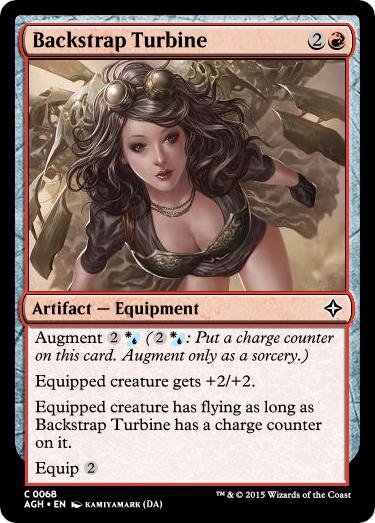 Backstrap Turbine 2
Artifact — Equipment
Augment 2 (2 : Put a charge counter
on this card. Augment only as a sorcery.)
Equipped creature gets +2/+2.
Equipped creature has flying as long as
Backstrap Turbine has a charge counter
on it.
Equip 2
C 0068
AGH • EN KAMIYAMARK (DA)
™ & © 2015 Wizards of the Coast